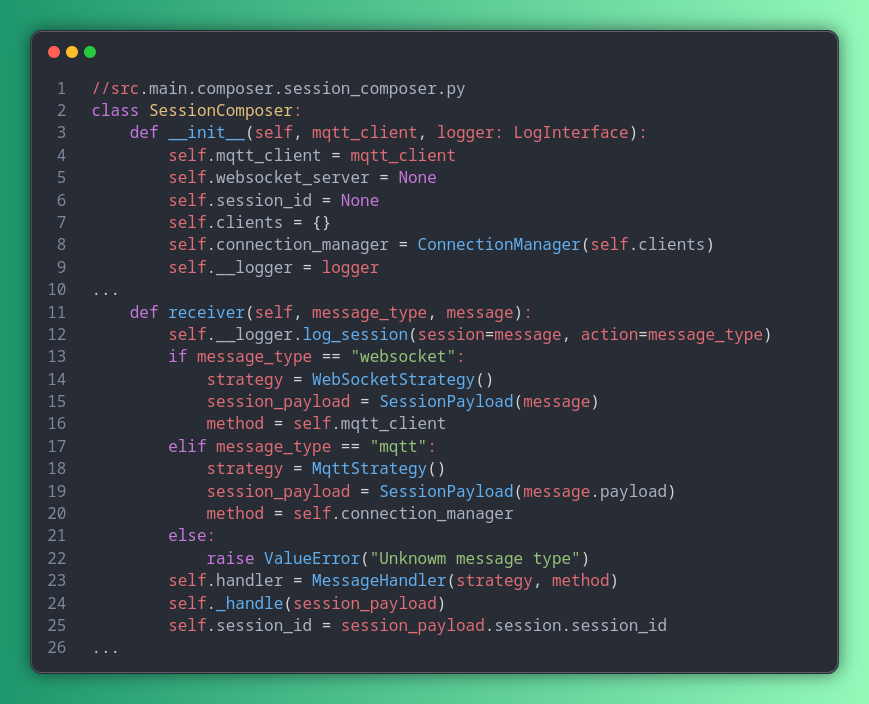 1 //src.main.composer.session_composer.py
2 class SessionComposer:
3     def __init__(self, mqtt_client, logger: LogInterface):
4         self.mqtt_client = mqtt_client
5         self.websocket_server = None
6         self.session_id = None
7         self.clients = {}
8         self.connection_manager = ConnectionManager(self.clients)
9         self.__logger = logger
10 ...
11     def receiver(self, message_type, message):
12         self.__logger.log_session(session=message, action=message_type)
13         if message_type == "websocket":
14             strategy = WebSocketStrategy()
15             session_payload = SessionPayload(message)
16             method = self.mqtt_client
17         elif message_type == "mqtt":
18             strategy = MqttStrategy()
19             session_payload = SessionPayload(message.payload)
20             method = self.connection_manager
21         else:
22             raise ValueError("Unknowm message type")
23         self.handler = MessageHandler(strategy, method)
24         self._handle(session_payload)
25         self.session_id = session_payload.session.session_id
26 ...